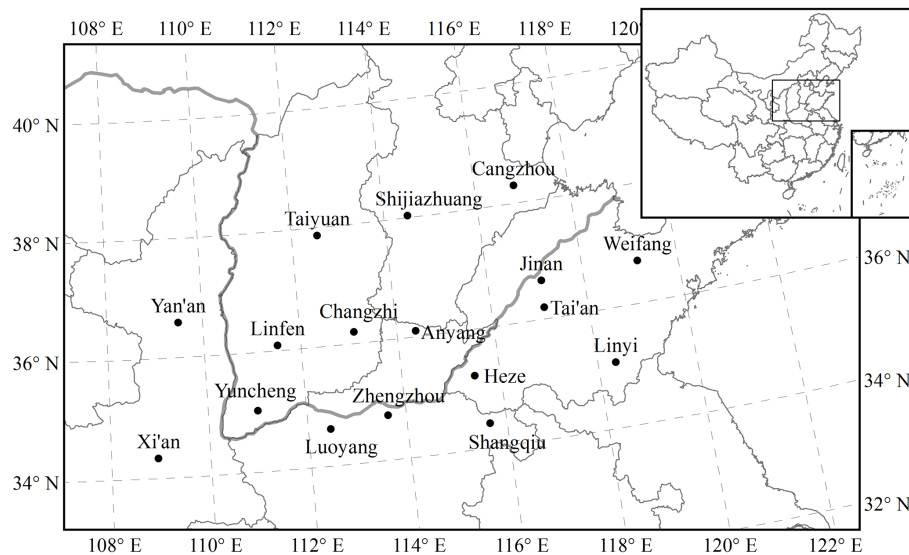 108° E 110° E 112° E 114° E 116° E 118° E 120°
40° N
Cangzhou
Shijiazhuang
Taiyuan
38° N
Weifang
36° N
Jinan
Yan'an
Changzhi
Tai'an
Linfen
Anyang
Linyi
36° N
Heze
34° N
Yuncheng
Zhengzhou
Xi'an
Luoyang
Shangqiu
34° N
32° N
108° E 110° E 112° E 114° E 116° E 118° E 120° E 122° E